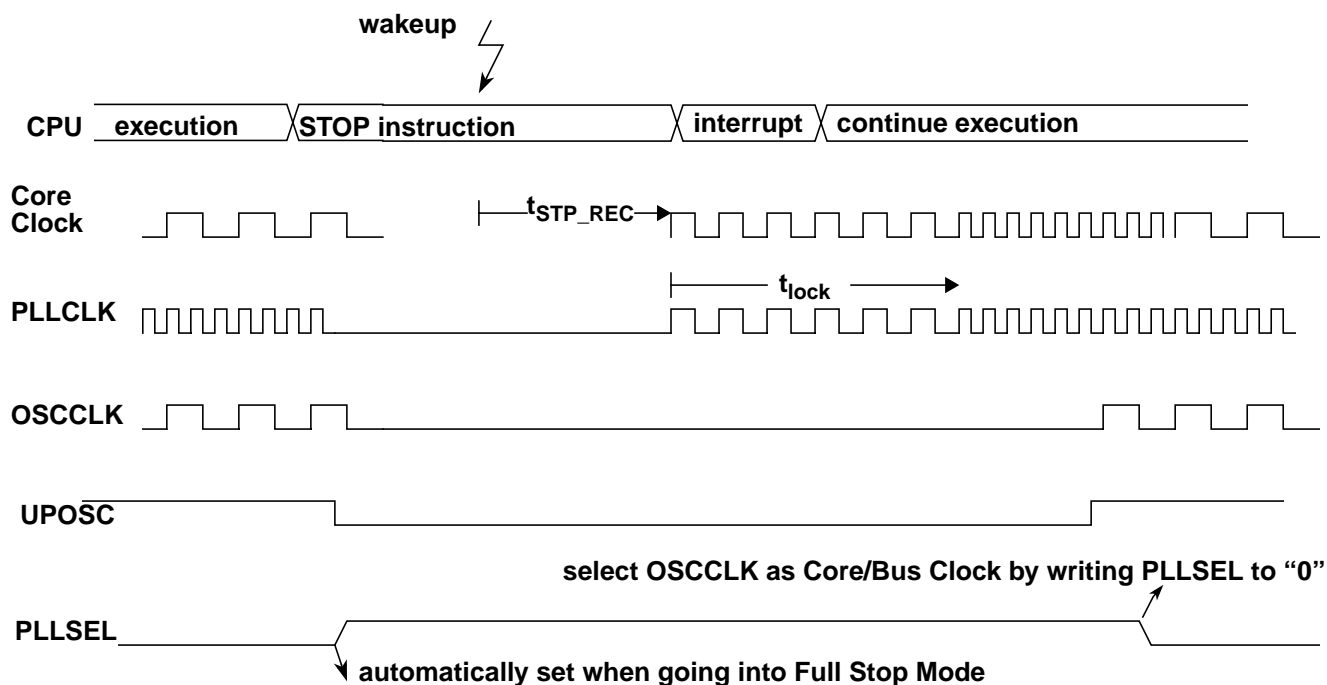 wakeup
CPU execution STOP instruction interrupt continue execution
Core
Clock
tSTP_REC
tlock
PLLCLK
OSCCLK
UPOSC
select OSCCLK as Core/Bus Clock by writing PLLSEL to “0”
PLLSEL
automatically set when going into Full Stop Mode